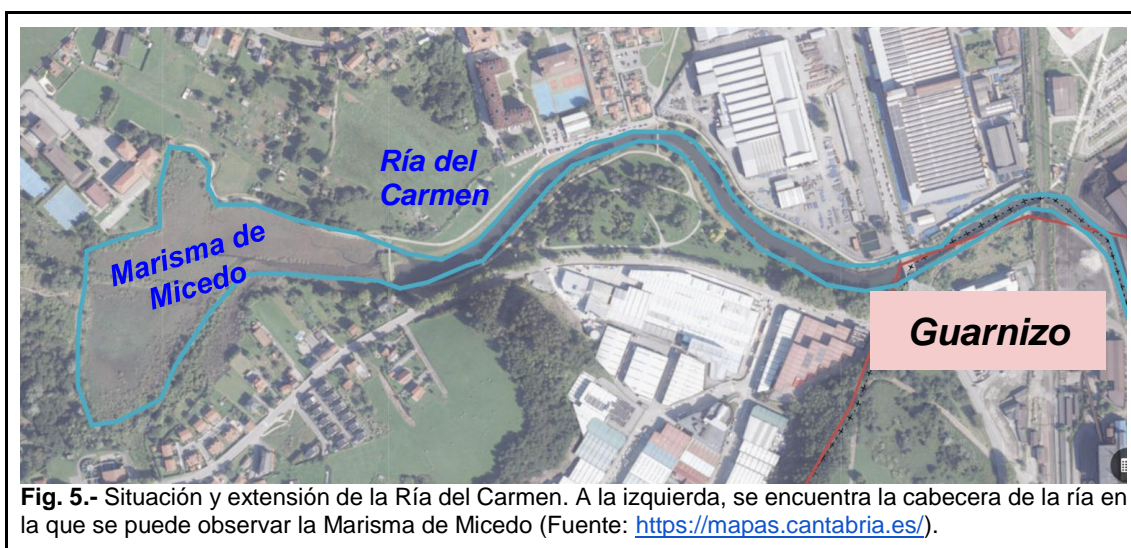 Ría del
Carmen
Marisma de
Micedo
Guarnizo
Fig. 5.- Situación y extensión de la Ría del Carmen. A la izquierda, se encuentra la cabecera de la ría en
la que se puede observar la Marisma de Micedo (Fuente: https://mapas.cantabria.es/).